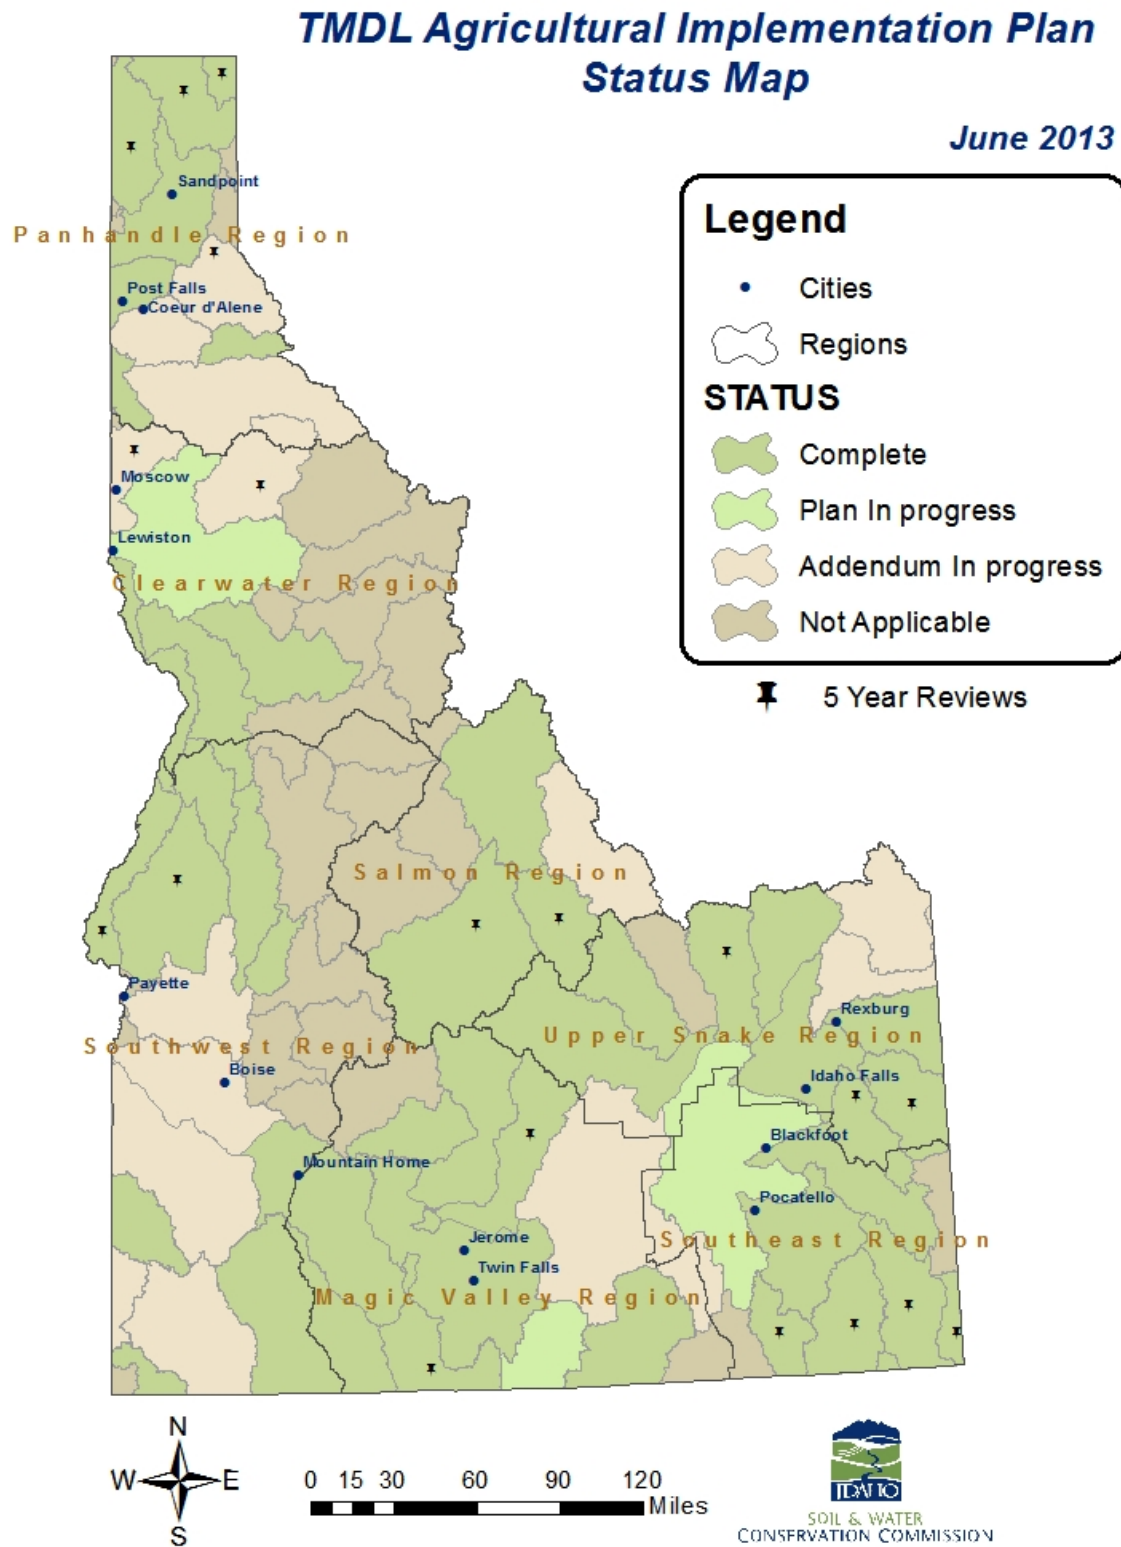 TMDL Agricultural Implementation Plan
Status Map
June 2013
Legend
Cities
Regions
STATUS
Complete
Plan In progress
Addendum In progress
Not Applicable
5 Year Reviews
Sandpoint
Panhandle Region
Post Falls
Coeur d'Alene
Moscow
Lewiston
Clearwater Region
Salmon Region
Payette
Rexburg
Upper Snake Region
Southwest Region
Boise
Idaho Falls
Blackfoot
Mountain Home
Pocatello
Jerome
Southeast Region
Twin Falls
Magic Valley Region
N
W E
S
0 15 30 60 90 120
Miles
IDAHO
SOIL & WATER
CONSERVATION COMMISSION